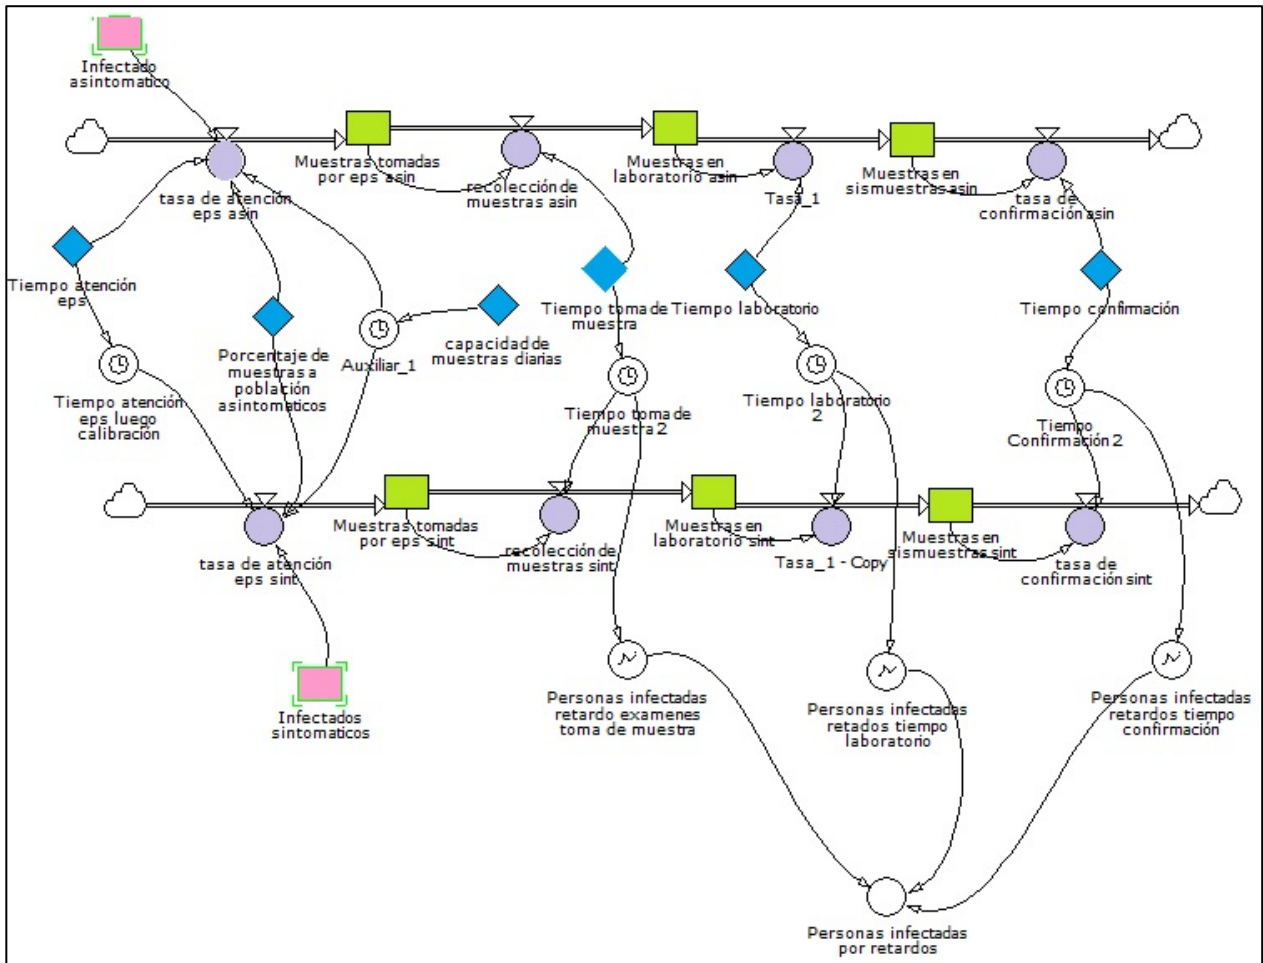 Infectado
asintomatico
Muestras tomadas
por eps asin
recolección de
muestras asin
Muestras en
laboratorio asin
Tasa_1
Muestras en
sismuestras asin
tasa de
confirmación asin
tasa de atención
eps asin
Tiempo atención
eps
Porcentaje de
muestras a
población
asintomaticos
Auxiliar_1
capacidad de
muestras diarias
Tiempo toma de
muestra
Tiempo laboratorio
Tiempo confirmación
Tiempo atención
eps luego
calibración
Tiempo toma de
muestra 2
Tiempo laboratorio
2
Tiempo
Confirmación 2
tasa de atención
eps sint
Muestras tomadas
por eps sint
recolección de
muestras sint
Muestras en
laboratorio sint
Tasa_1 - Copy
Muestras en
sismuestras sint
tasa de
confirmación sint
Infectados
sintomaticos
Personas infectadas
retardo examenes
toma de muestra
Personas infectadas
retados tiempo
laboratorio
Personas infectadas
retardos tiempo
confirmación
Personas infectadas
por retardos